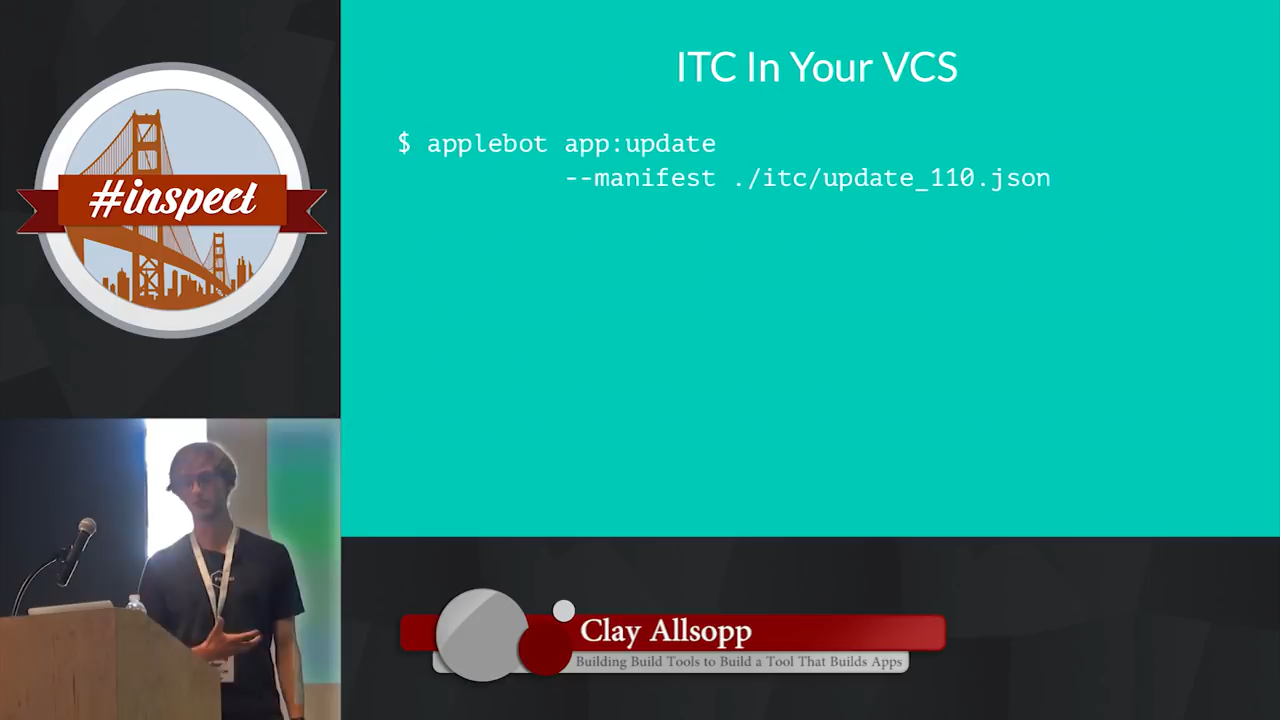 #inspect
ITC In Your VCS
$ applebot app:update
--manifest ./itc/update_110.json
Clay Allsopp
Building Build Tools to Build a Tool That Builds Apps